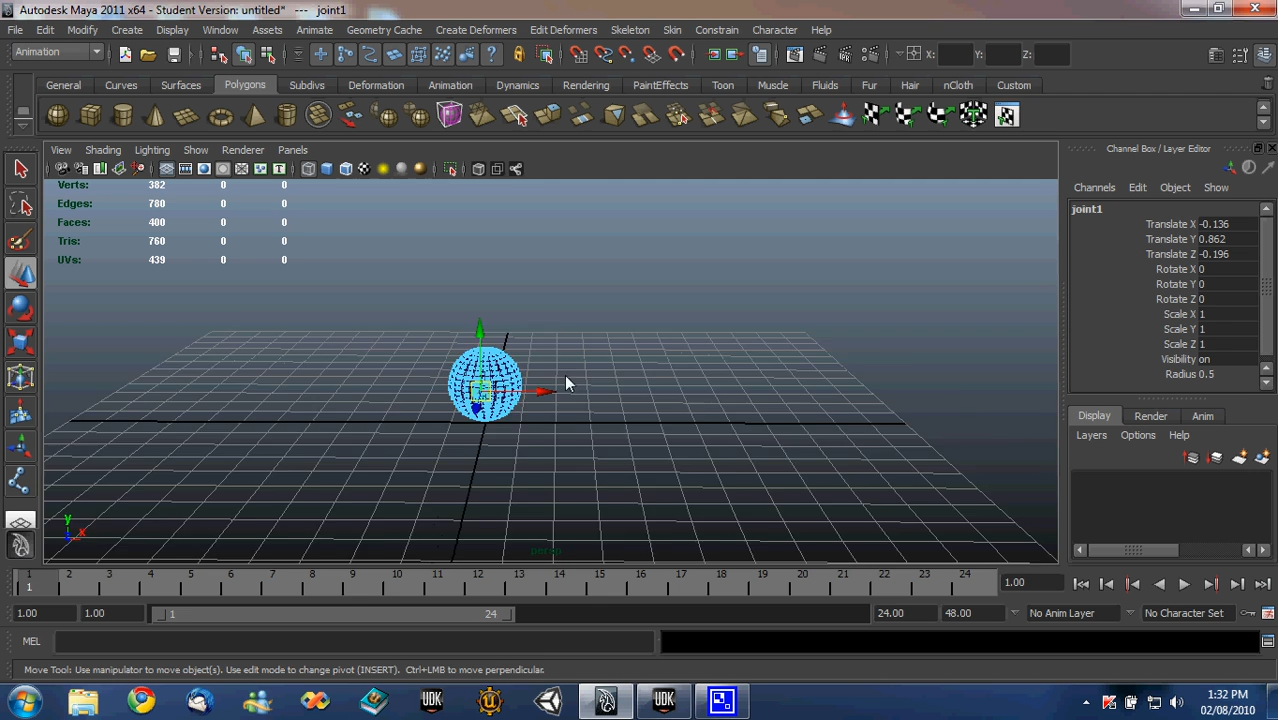 Autodesk Maya 2011 x64 - Student Version: untitled* --- joint1
File Edit Modify Create Display Window Assets Animate Geometry Cache Create Deformers Edit Deformers Skeleton Skin Constrain Character Help
Animation X: Y: Z:
General Curves Surfaces Polygons Subdivs Deformation Animation Dynamics Rendering PaintEffects Toon Muscle Fluids Fur Hair nCloth Custom
View Shading Lighting Show Renderer Panels
Channel Box / Layer Editor
Channels Edit Object Show
Verts: 382 0 0
Edges: 780 0 0
Faces: 400 0 0
Tris: 760 0 0
UVs: 439 0 0
joint1
Translate X -0.136
Translate Y 0.862
Translate Z -0.196
Rotate X 0
Rotate Y 0
Rotate Z 0
Scale X 1
Scale Y 1
Scale Z 1
Visibility on
Radius 0.5
Display Render Anim
Layers Options Help
y
x
persp
1 2 3 4 5 6 7 8 9 10 11 12 13 14 15 16 17 18 19 20 21 22 23 24
1 1.00
1.00 1.00 1 24 24.00 48.00 No Anim Layer No Character Set
MEL
Move Tool: Use manipulator to move object(s). Use edit mode to change pivot (INSERT). Ctrl+LMB to move perpendicular.
UDK UDK
1:32 PM
02/08/2010